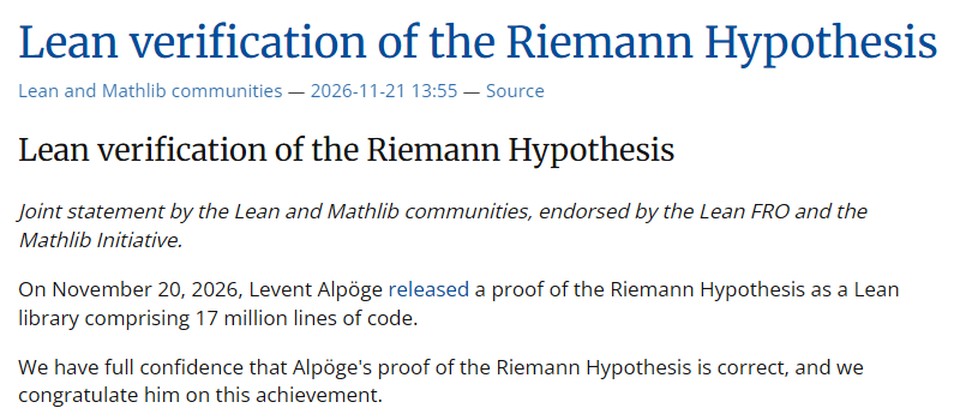 Lean verification of the Riemann Hypothesis
Lean and Mathlib communities — 2026-11-21 13:55 — Source
Lean verification of the Riemann Hypothesis
Joint statement by the Lean and Mathlib communities, endorsed by the Lean FRO and the
Mathlib Initiative.
On November 20, 2026, Levent Alpöge released a proof of the Riemann Hypothesis as a Lean
library comprising 17 million lines of code.
We have full confidence that Alpöge's proof of the Riemann Hypothesis is correct, and we
congratulate him on this achievement.